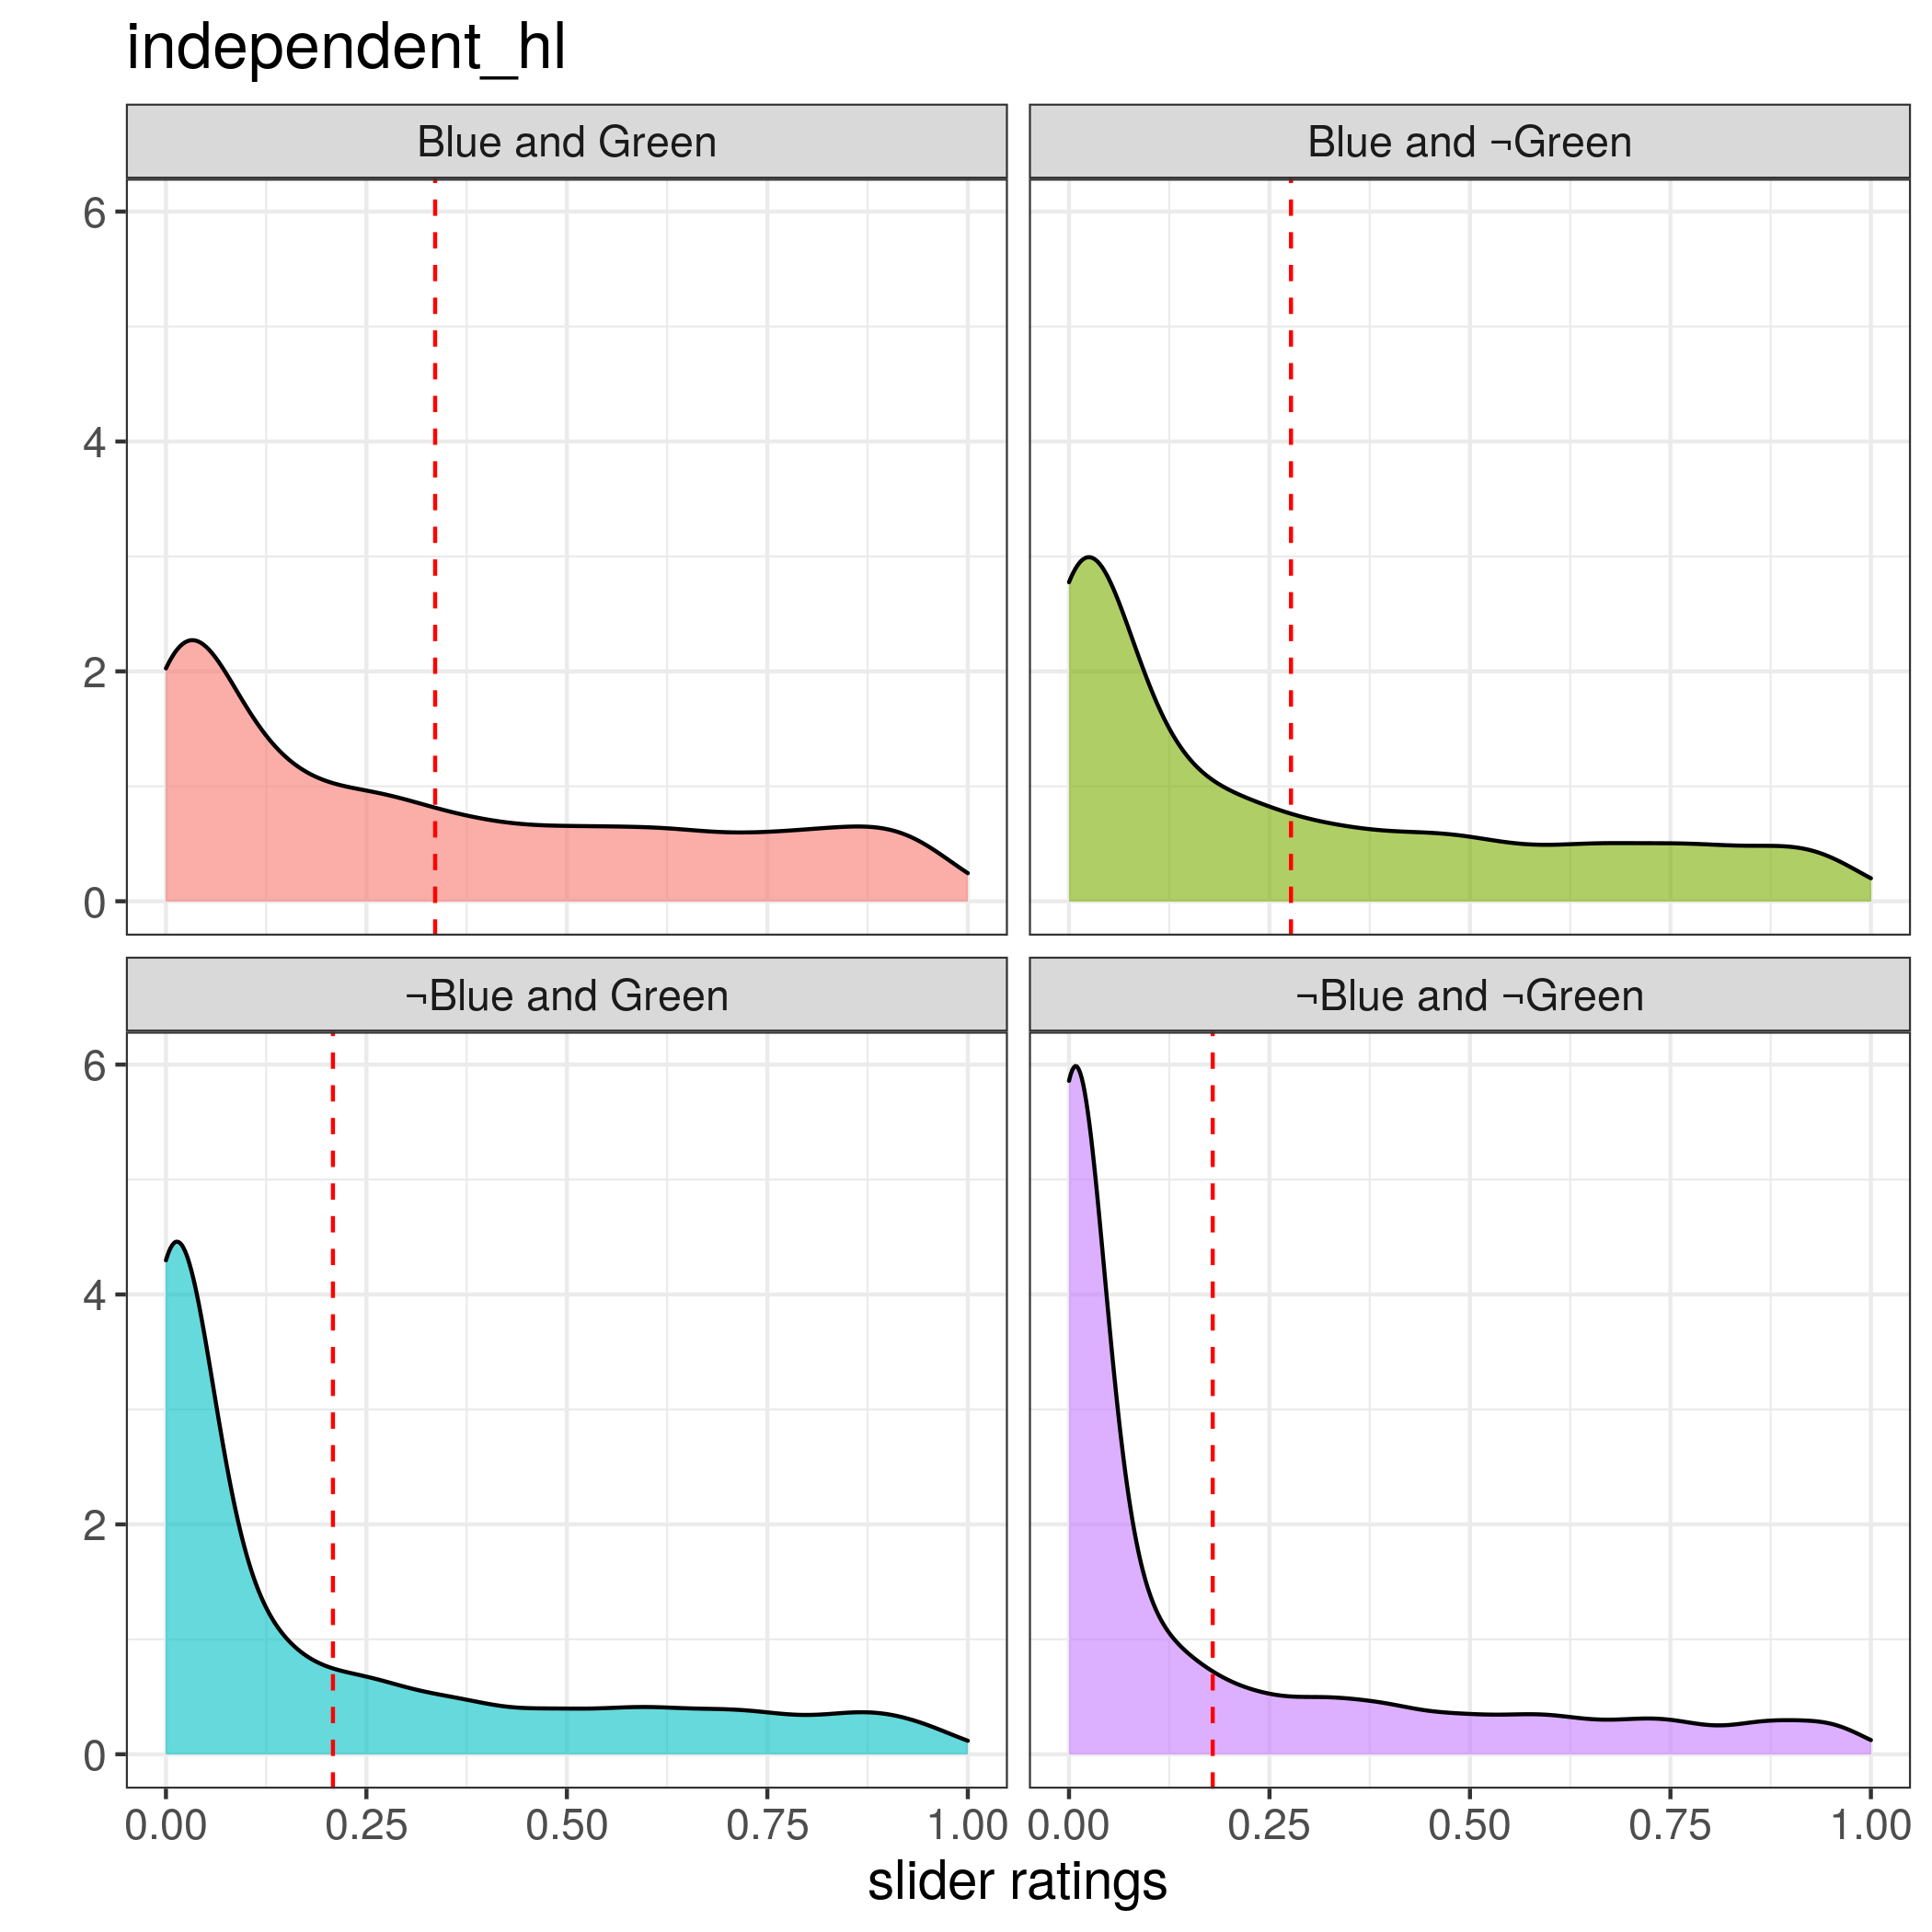 independent_hl
Blue and Green
Blue and ¬Green
6
4
2
0
¬Blue and Green
¬Blue and ¬Green
6
4
2
0
0.00 0.25 0.50 0.75 1.00 0.00 0.25 0.50 0.75 1.00
slider ratings